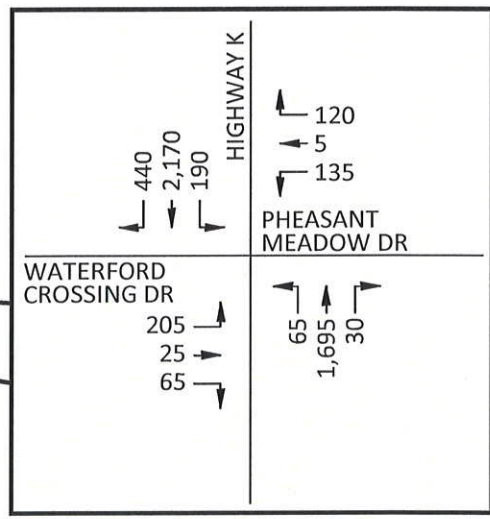 HIGHWAY K
440
2,170
190
120
5
135
PHEASANT
MEADOW DR
WATERFORD
CROSSING DR
205
25
65
65
1,695
30